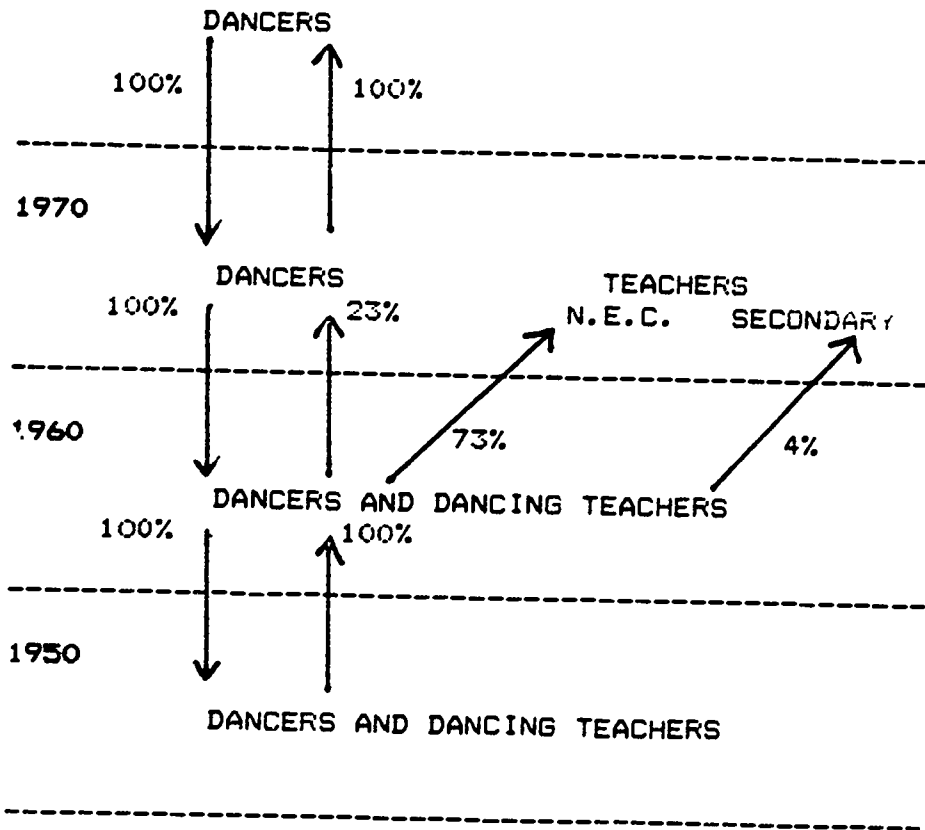 DANCERS
100% 100%
1970
DANCERS
TEACHERS
100% 23% N.E.C. SECONDARY
1960
73% 4%
DANCERS AND DANCING TEACHERS
100% 100%
1950
DANCERS AND DANCING TEACHERS